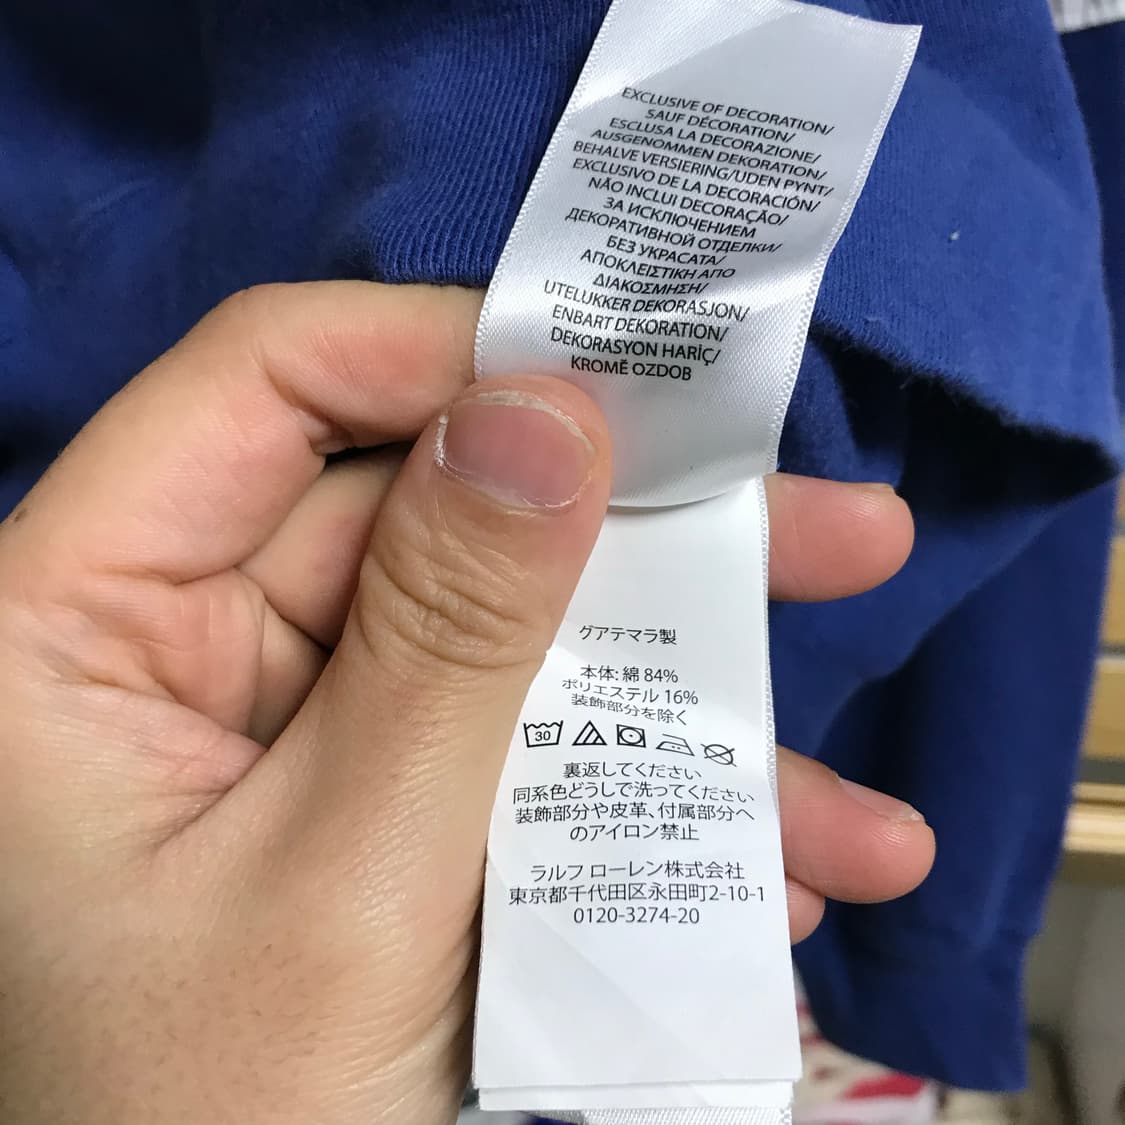 EXCLUSIVE OF DECORATION/
SAUF DÉCORATION/
ESCLUSA LA DECORAZIONE/
AUSGENOMMEN DEKORATION/
BEHALVE VERSIERING/UDEN PYNT/
EXCLUSIVO DE LA DECORACIÓN/
NÃO INCLUI DECORAÇÃO/
ЗА ИСКЛЮЧЕНИЕМ
ДЕКОРАТИВНОЙ ОТДЕЛКИ/
БЕЗ УКРАСАТА/
ΑΠΟΚΛΕΙΣΤΙΚΗ ΑΠΟ
ΔΙΑΚΟΣΜΗΣΗ/
UTELUKKER DEKORASJON/
ENBART DEKORATION/
DEKORASYON HARİÇ/
KROMĚ OZDOB
グアテマラ製
本体: 綿 84%
ポリエステル 16%
装飾部分を除く
30
裏返してください
同系色どうしで洗ってください
装飾部分や皮革、付属部分へ
のアイロン禁止
ラルフ ローレン株式会社
東京都千代田区永田町2-10-1
0120-3274-20